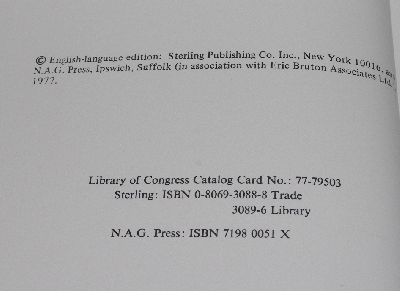 © English-language edition: Sterling Publishing Co. Inc., New York 10016, and
N.A.G. Press, Ipswich, Suffolk (in association with Eric Bruton Associates Ltd.
1977.
Library of Congress Catalog Card No.: 77-79503
Sterling: ISBN 0-8069-3088-8 Trade
3089-6 Library
N.A.G. Press: ISBN 7198 0051 X